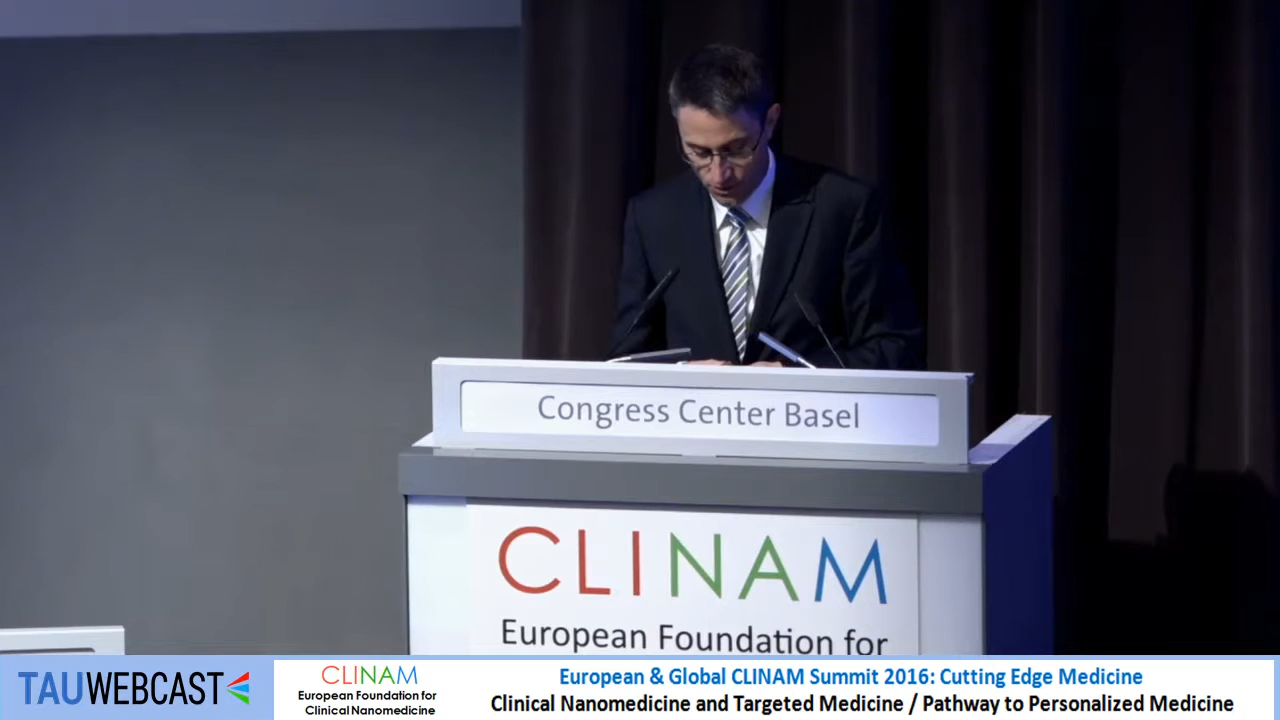 Congress Center Basel
CLINAM
European Foundation for
TAUWEBCAST
CLINAM
European Foundation for
Clinical Nanomedicine
European & Global CLINAM Summit 2016: Cutting Edge Medicine
Clinical Nanomedicine and Targeted Medicine / Pathway to Personalized Medicine